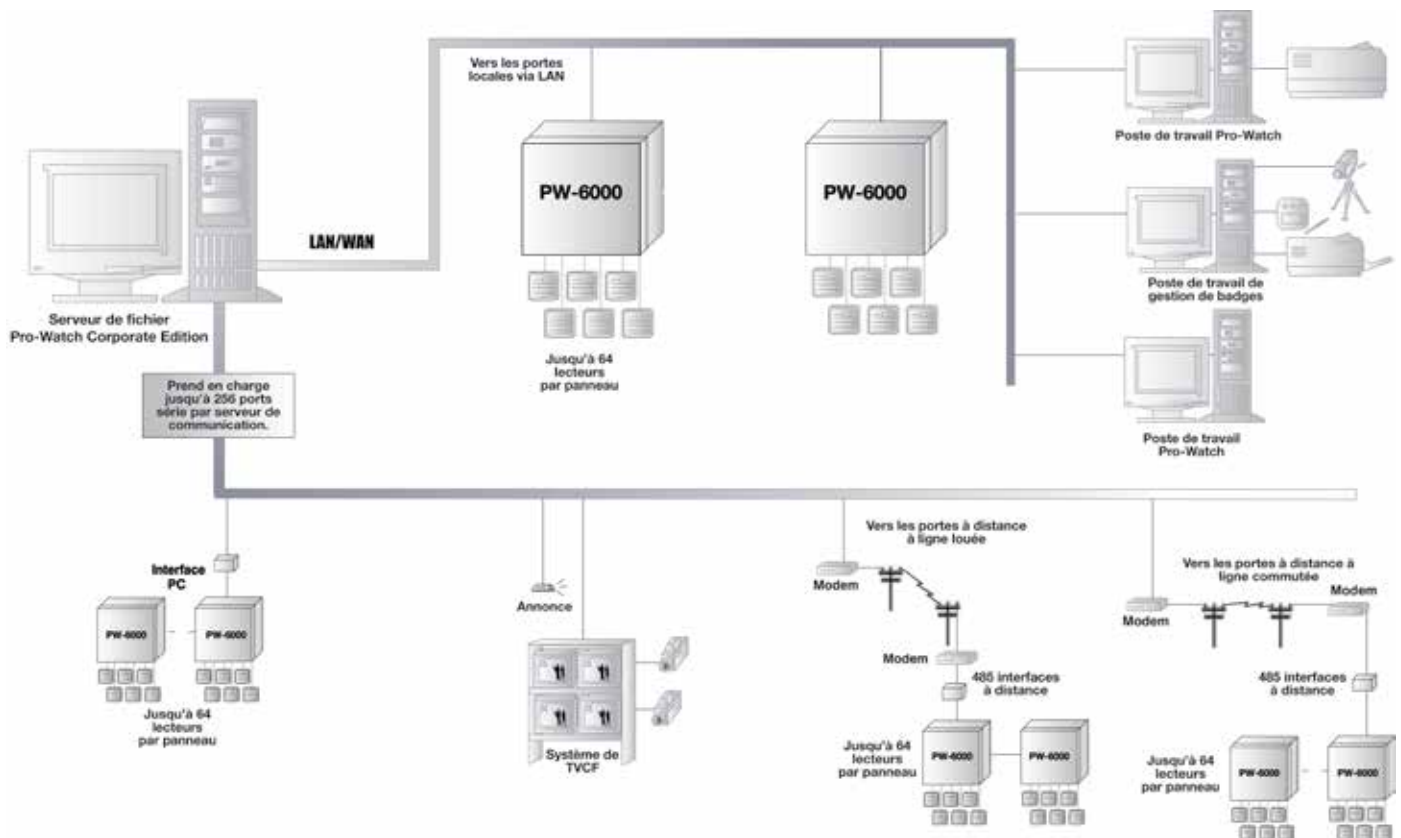 Vers les portes
locales via LAN
PW-6000
PW-6000
LAN/WAN
Serveur de fichier
Pro-Watch Corporate Edition
Jusqu'à 64
lecteurs
par panneau
Poste de travail Pro-Watch
Poste de travail de
gestion de badges
Poste de travail
Pro-Watch
Prend en charge
jusqu'à 256 ports
série par serveur de
communication.
Interface
PC
PW-6000
PW-6000
Jusqu'à 64
lecteurs
par panneau
Annonce
Système de
TVCF
Vers les portes à distance
à ligne louée
Modem
Modem
485 interfaces
à distance
Jusqu'à 64
lecteurs
par panneau
PW-6000
PW-6000
Vers les portes à distance à
ligne commutée
Modem
Modem
485 interfaces
à distance
Jusqu'à 64
lecteurs
par panneau
PW-6000
PW-6000